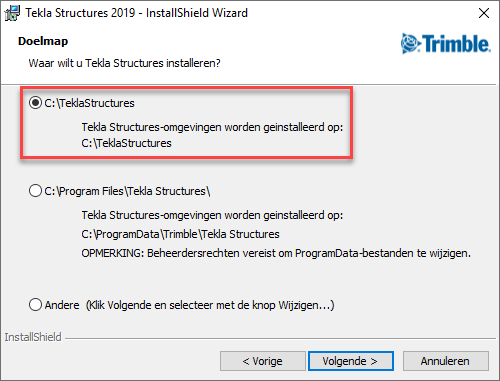 Tekla Structures 2019 - InstallShield Wizard
Doelmap
Trimble
Waar wilt u Tekla Structures installeren?
C:\TeklaStructures
Tekla Structures-omgevingen worden geinstalleerd op:
C:\TeklaStructures
C:\Program Files\Tekla Structures\
Tekla Structures-omgevingen worden geinstalleerd op:
C:\ProgramData\Trimble\Tekla Structures
OPMERKING: Beheerdersrechten vereist om ProgramData-bestanden te wijzigen.
Andere (Klik Volgende en selecteer met de knop Wijzigen...)
InstallShield
< Vorige
Volgende >
Annuleren